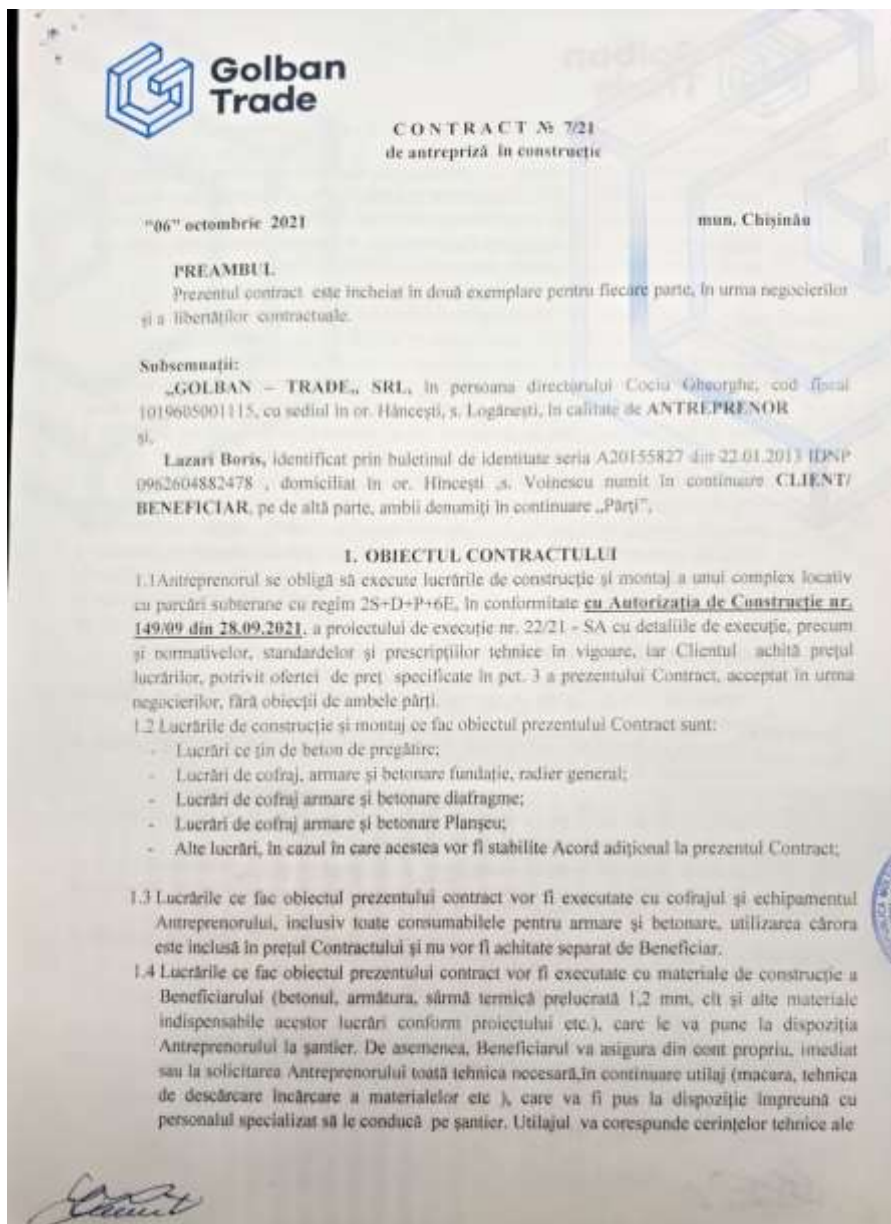 Golban
Trade
CONTRACT № 7/21
de antrepriză în construcție
"06" octombrie 2021 mun. Chișinău
PREAMBUL
Prezentul contract este încheiat în două exemplare pentru fiecare parte, în urma negocierilor
și a libertăților contractuale.
Subsemnații:
„GOLBAN – TRADE„ SRL, în persoana directorului Cociu Gheorghe, cod fiscal
1019605001115, cu sediul în or. Hâncești, s. Logănești, în calitate de ANTREPRENOR
și,
Lazari Boris, identificat prin buletinul de identitate seria A20155827 din 22.01.2013 IDNP
0962604882478 , domiciliat în or. Hîncești ,s. Voinescu numit în continuare CLIENT/
BENEFICIAR, pe de altă parte, ambii denumiți în continuare „Părți”,
1. OBIECTUL CONTRACTULUI
1.1Antreprenorul se obligă să execute lucrările de construcție și montaj a unui complex locativ
cu parcări subterane cu regim 2S+D+P+6E, în conformitate cu Autorizația de Construcție nr.
149/09 din 28.09.2021, a proiectului de execuție nr. 22/21 - SA cu detaliile de execuție, precum
și normativelor, standardelor și prescripțiilor tehnice în vigoare, iar Clientul achită prețul
lucrărilor, potrivit ofertei de preț specificate în pct. 3 a prezentului Contract, acceptat în urma
negocierilor, fără obiecții de ambele părți.
1.2 Lucrările de construcție și montaj ce fac obiectul prezentului Contract sunt:
- Lucrări ce țin de beton de pregătire;
- Lucrări de cofraj, armare și betonare fundație, radier general;
- Lucrări de cofraj armare și betonare diafragme;
- Lucrări de cofraj armare și betonare Planșeu;
- Alte lucrări, în cazul în care acestea vor fi stabilite Acord adițional la prezentul Contract;
1.3 Lucrările ce fac obiectul prezentului contract vor fi executate cu cofrajul și echipamentul
Antreprenorului, inclusiv toate consumabilele pentru armare și betonare, utilizarea cărora
este inclusă în prețul Contractului și nu vor fi achitate separat de Beneficiar.
1.4 Lucrările ce fac obiectul prezentului contract vor fi executate cu materiale de construcție a
Beneficiarului (betonul, armătura, sârmă termică prelucrată 1,2 mm, clt și alte materiale
indispensabile acestor lucrări conform proiectului etc.), care le va pune la dispoziția
Antreprenorului la șantier. De asemenea, Beneficiarul va asigura din cont propriu, imediat
sau la solicitarea Antreprenorului toată tehnica necesară,în continuare utilaj (macara, tehnica
de descărcare încărcare a materialelor etc ), care va fi pus la dispoziție împreună cu
personalul specializat să le conducă pe șantier. Utilajul va corespunde cerințelor tehnice ale